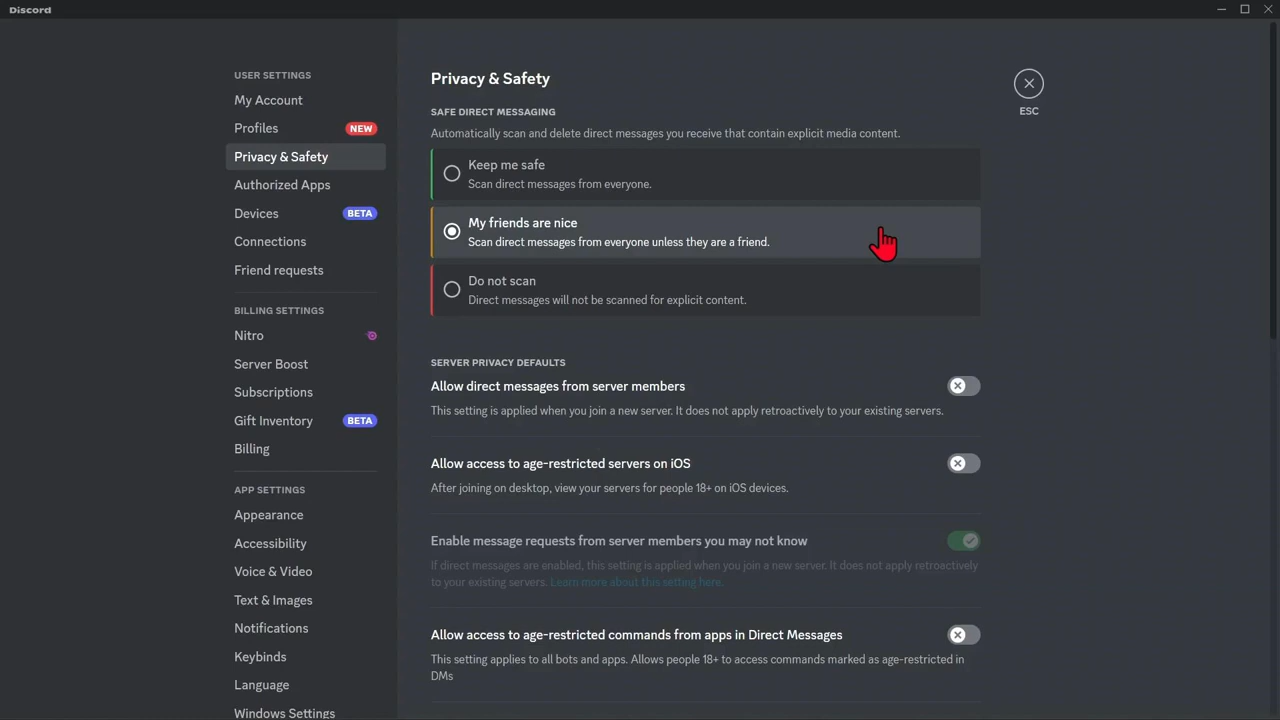 Discord
USER SETTINGS
My Account
Profiles NEW
Privacy & Safety
Authorized Apps
Devices BETA
Connections
Friend requests
BILLING SETTINGS
Nitro
Server Boost
Subscriptions
Gift Inventory BETA
Billing
APP SETTINGS
Appearance
Accessibility
Voice & Video
Text & Images
Notifications
Keybinds
Language
Windows Settings
Privacy & Safety
ESC
SAFE DIRECT MESSAGING
Automatically scan and delete direct messages you receive that contain explicit media content.
Keep me safe
Scan direct messages from everyone.
My friends are nice
Scan direct messages from everyone unless they are a friend.
Do not scan
Direct messages will not be scanned for explicit content.
SERVER PRIVACY DEFAULTS
Allow direct messages from server members
This setting is applied when you join a new server. It does not apply retroactively to your existing servers.
Allow access to age-restricted servers on iOS
After joining on desktop, view your servers for people 18+ on iOS devices.
Enable message requests from server members you may not know
If direct messages are enabled, this setting is applied when you join a new server. It does not apply retroactively
to your existing servers. Learn more about this setting here.
Allow access to age-restricted commands from apps in Direct Messages
This setting applies to all bots and apps. Allows people 18+ to access commands marked as age-restricted in
DMs